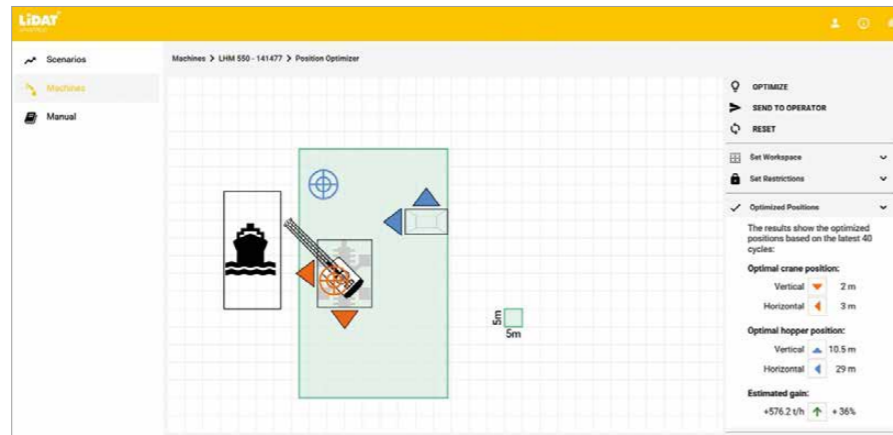 LiDAT
Scenarios
Machines
Manual
Machines > LHM 550 - 141477 > Position Optimizer
5m
5m
OPTIMIZE
SEND TO OPERATOR
RESET
Set Workspace
Set Restrictions
Optimized Positions
The results show the optimized
positions based on the latest 40
cycles:
Optimal crane position:
Vertical 2 m
Horizontal 3 m
Optimal hopper position:
Vertical 10.5 m
Horizontal 29 m
Estimated gain:
+576.2 t/h + 36%